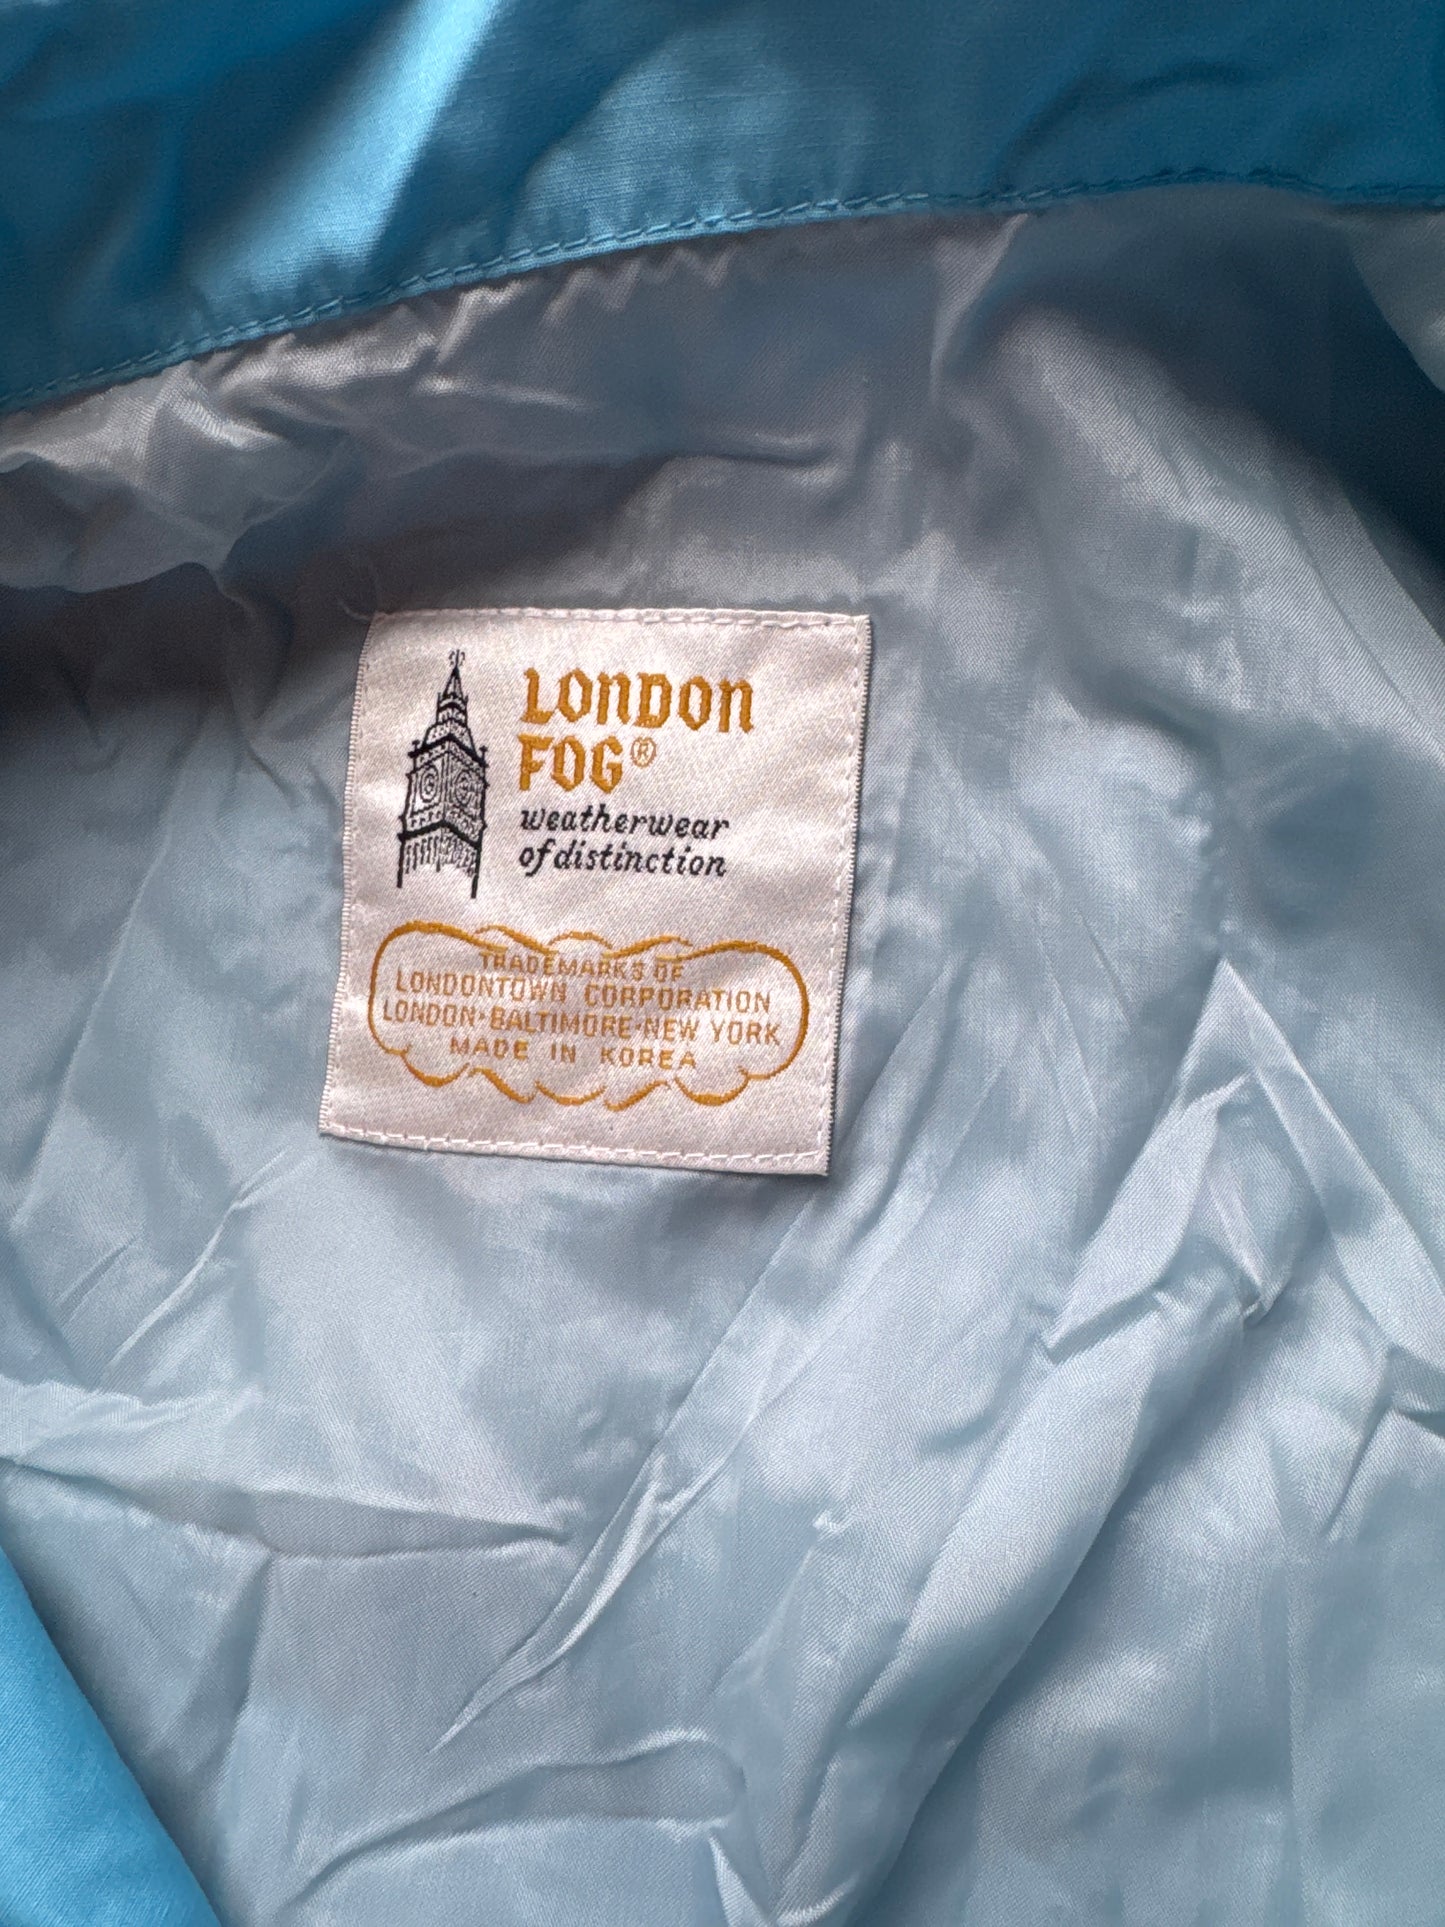 LONDON
FOG®
weatherwear
of distinction
TRADEMARKS OF
LONDONTOWN CORPORATION
LONDON·BALTIMORE·NEW YORK
MADE IN KOREA